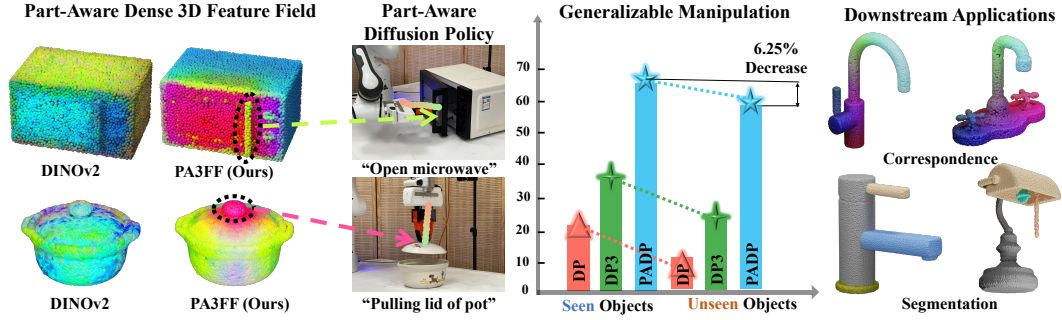 Part-Aware Dense 3D Feature Field
DINOv2
PA3FF (Ours)
DINOv2
PA3FF (Ours)
Part-Aware
Diffusion Policy
“Open microwave”
“Pulling lid of pot”
Generalizable Manipulation
6.25%
Decrease
70
60
50
40
30
20
10
0
DP
DP3
PADP
DP
DP3
PADP
Seen Objects
Unseen Objects
Downstream Applications
Correspondence
Segmentation